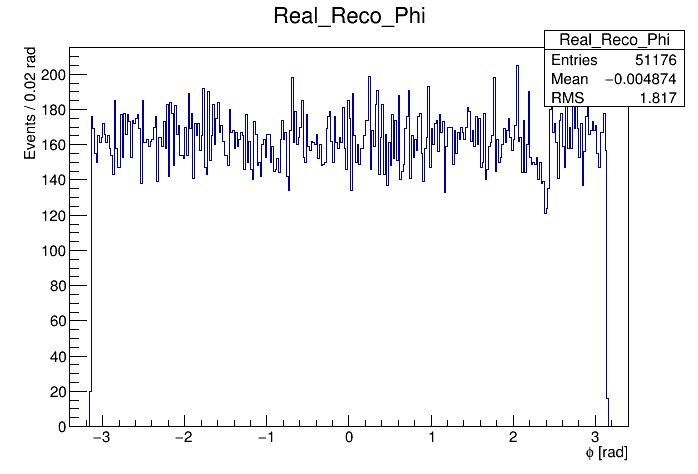 Real_Reco_Phi
Real_Reco_Phi
Entries 51176
Mean −0.004874
RMS 1.817
Events / 0.02 rad
200
180
160
140
120
100
80
60
40
20
0
−3 −2 −1 0 1 2 3
ϕ [rad]